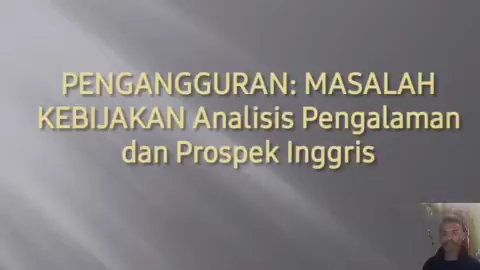 PENGANGGURAN: MASALAH
KEBIJAKAN Analisis Pengalaman
dan Prospek Inggris